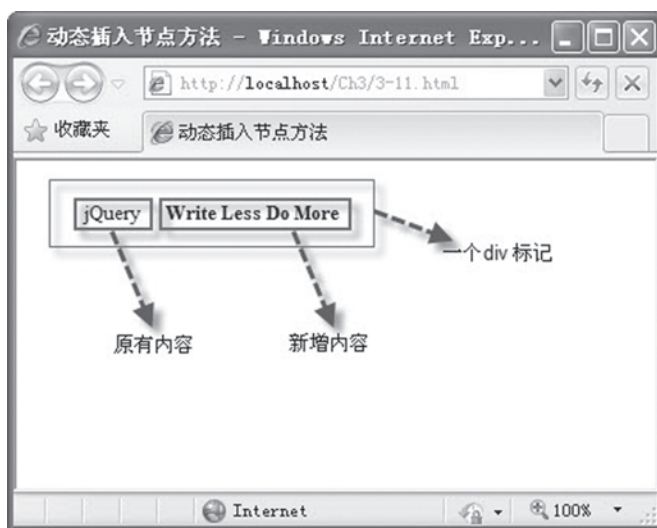 动态插入节点方法 - Windows Internet Exp...
http://localhost/Ch3/3-11.html
收藏夹
动态插入节点方法
jQuery Write Less Do More
一个div 标记
原有内容
新增内容
Internet
100%